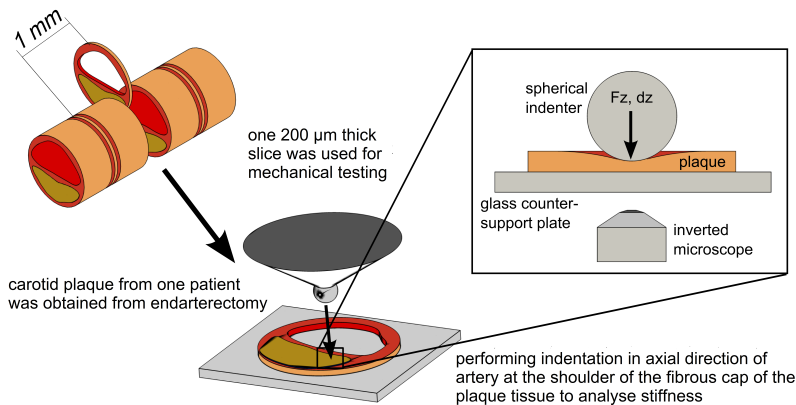 1 mm
one 200 µm thick
slice was used for
mechanical testing
carotid plaque from one patient
was obtained from endarterectomy
spherical
indenter
Fz, dz
plaque
glass counter-
support plate
inverted
microscope
performing indentation in axial direction of
artery at the shoulder of the fibrous cap of the
plaque tissue to analyse stiffness